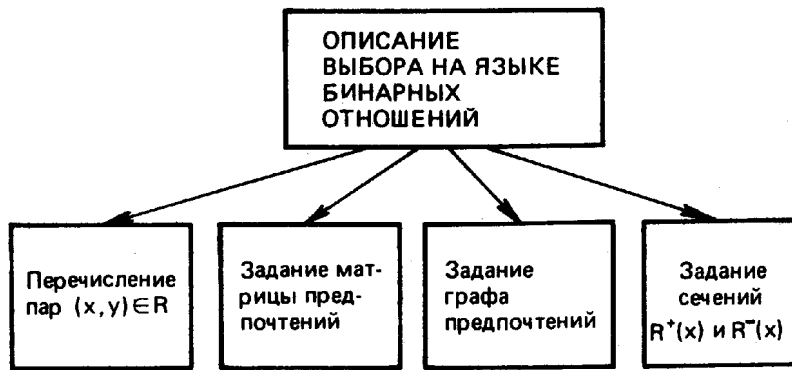 ОПИСАНИЕ
ВЫБОРА НА ЯЗЫКЕ
БИНАРНЫХ
ОТНОШЕНИЙ
Перечисление
пар (x,y)∈R
Задание мат-
рицы пред-
почтений
Задание
графа
предпочтений
Задание
сечений
R⁺(x) и R⁻(x)